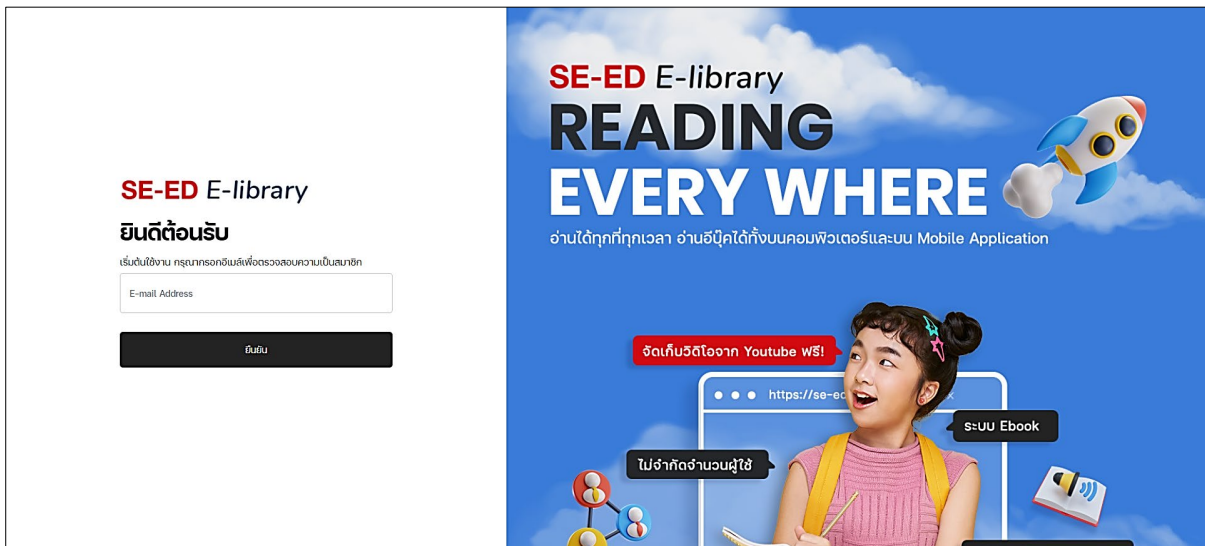 SE-ED E-library
ยินดีต้อนรับ
เริ่มต้นใช้งาน กรุณากรอกอีเมล์เพื่อตรวจสอบความเป็นสมาชิก
E-mail Address
ยืนยัน
SE-ED E-library
READING
EVERY WHERE
อ่านได้ทุกที่ทุกเวลา อ่านอีบุ๊คได้ทั้งบนคอมพิวเตอร์และบน Mobile Application
จัดเก็บวิดิโอจาก Youtube ฟรี!
https://se-ed
ระบบ Ebook
ไม่จำกัดจำนวนผู้ใช้